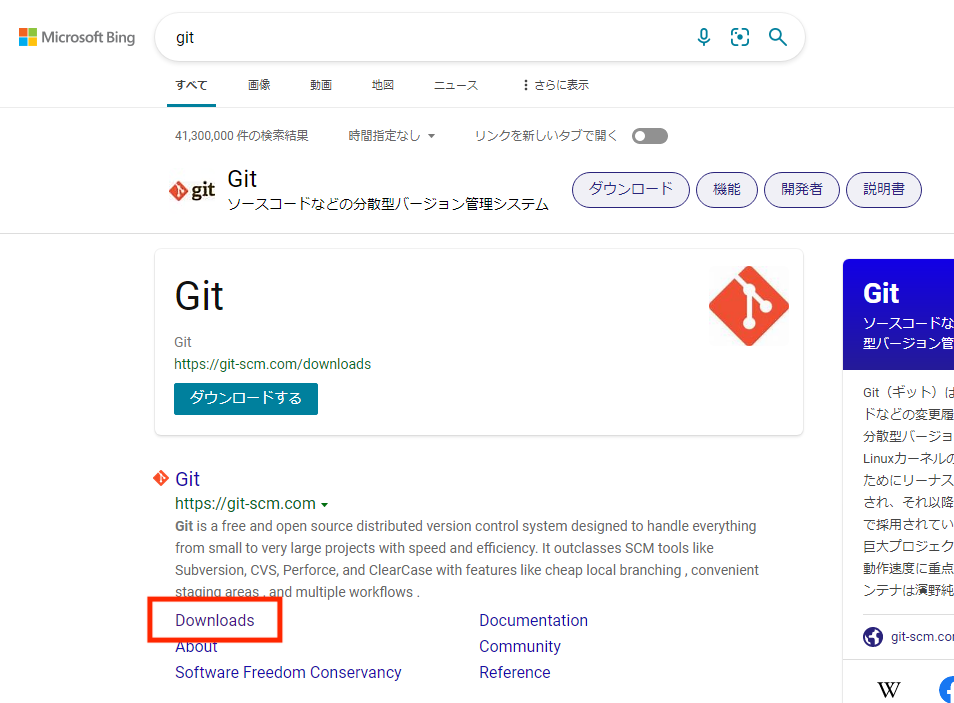 Microsoft Bing
git
すべて 画像 動画 地図 ニュース さらに表示
41,300,000 件の検索結果 時間指定なし リンクを新しいタブで開く
git
Git
ソースコードなどの分散型バージョン管理システム
ダウンロード 機能 開発者 説明書
Git
Git
https://git-scm.com/downloads
ダウンロードする
Git
https://git-scm.com
Git is a free and open source distributed version control system designed to handle everything
from small to very large projects with speed and efficiency. It outclasses SCM tools like
Subversion, CVS, Perforce, and ClearCase with features like cheap local branching , convenient
staging areas , and multiple workflows .
Downloads Documentation
About Community
Software Freedom Conservancy Reference
Git
ソースコードな
型バージョン管
Git（ギット）は
ドなどの変更履
分散型バージョ
Linuxカーネルの
ためにリーナス
され、それ以降
で採用されてい
巨大プロジェク
動作速度に重点
ンテナは濱野純
git-scm.co
W